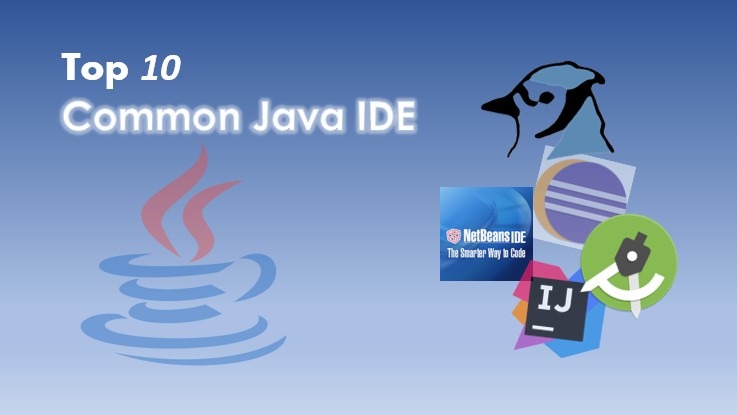 Top 10
Common Java IDE
NetBeans IDE
The Smarter Way to Code
IJ